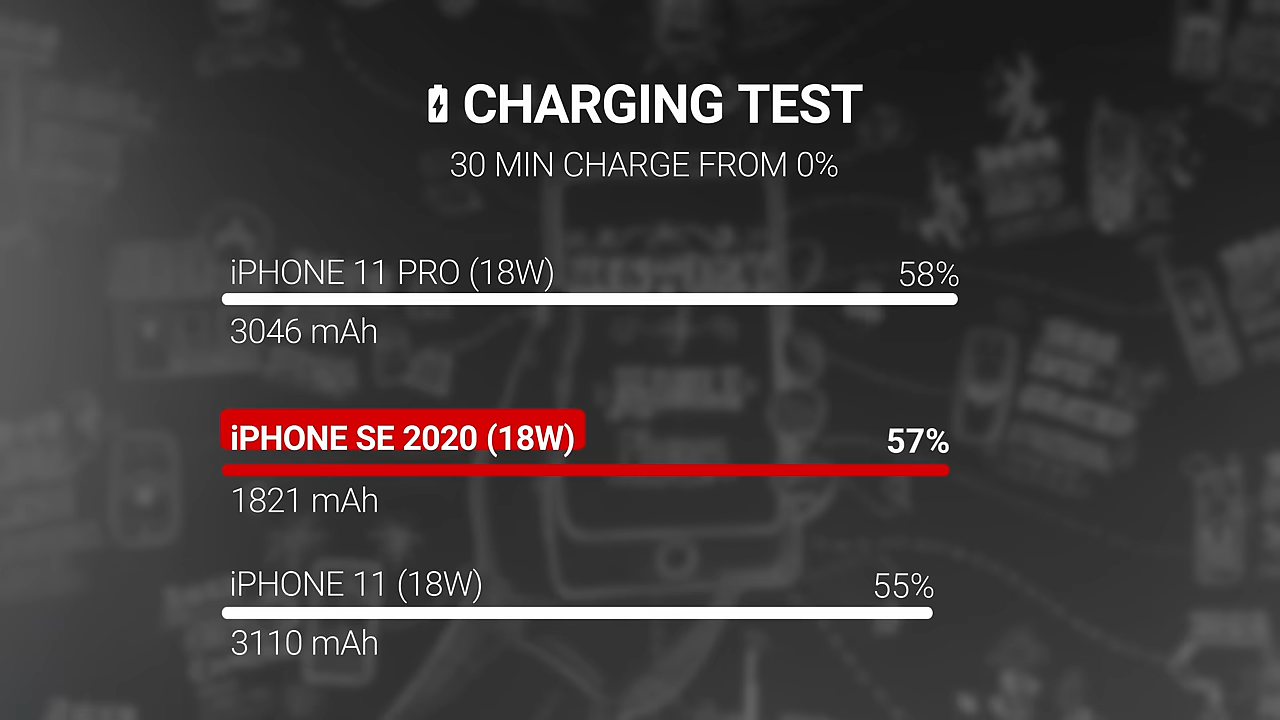 CHARGING TEST
30 MIN CHARGE FROM 0%
iPHONE 11 PRO (18W) 58%
3046 mAh
iPHONE SE 2020 (18W) 57%
1821 mAh
iPHONE 11 (18W) 55%
3110 mAh